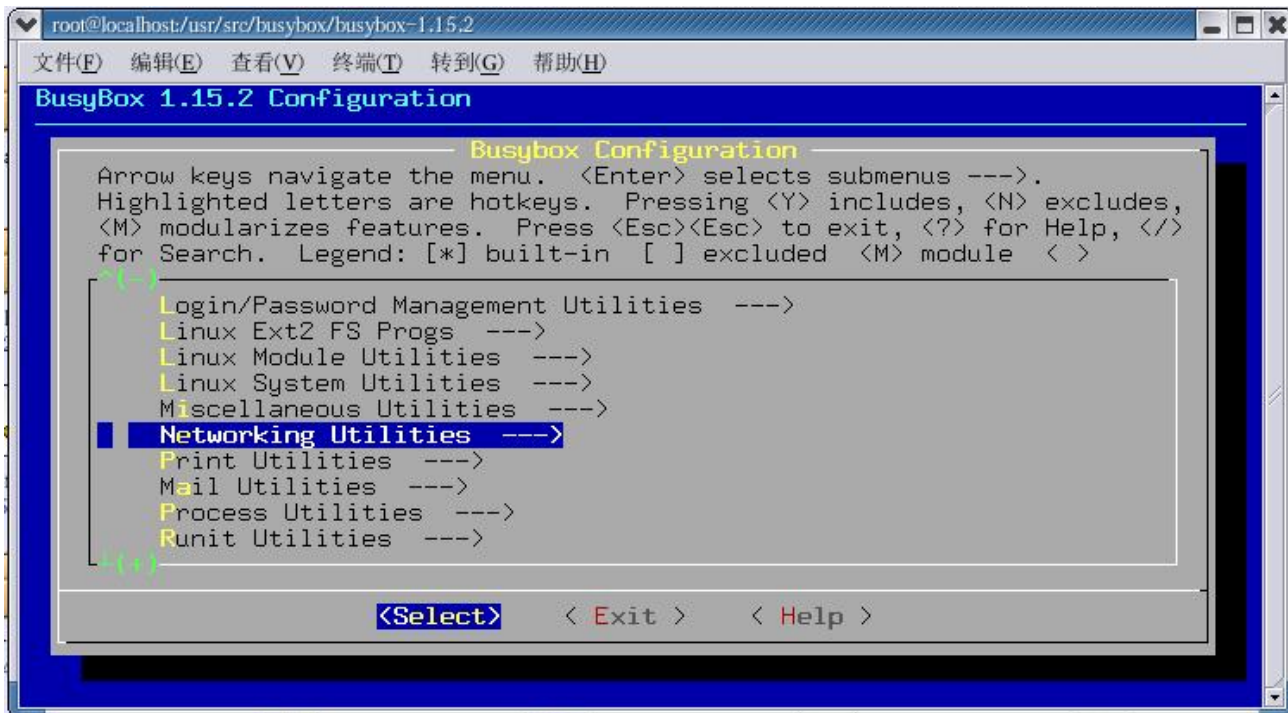 root@localhost:/usr/src/busybox/busybox-1.15.2
文件(F) 编辑(E) 查看(V) 终端(T) 转到(G) 帮助(H)
BusyBox 1.15.2 Configuration
Busybox Configuration
Arrow keys navigate the menu. <Enter> selects submenus --->.
Highlighted letters are hotkeys. Pressing <Y> includes, <N> excludes,
<M> modularizes features. Press <Esc><Esc> to exit, <?> for Help, </>
for Search. Legend: [*] built-in [ ] excluded <M> module < >
^(-)
Login/Password Management Utilities --->
Linux Ext2 FS Progs --->
Linux Module Utilities --->
Linux System Utilities --->
Miscellaneous Utilities --->
Networking Utilities --->
Print Utilities --->
Mail Utilities --->
Process Utilities --->
Runit Utilities --->
┴(+)
<Select> < Exit > < Help >